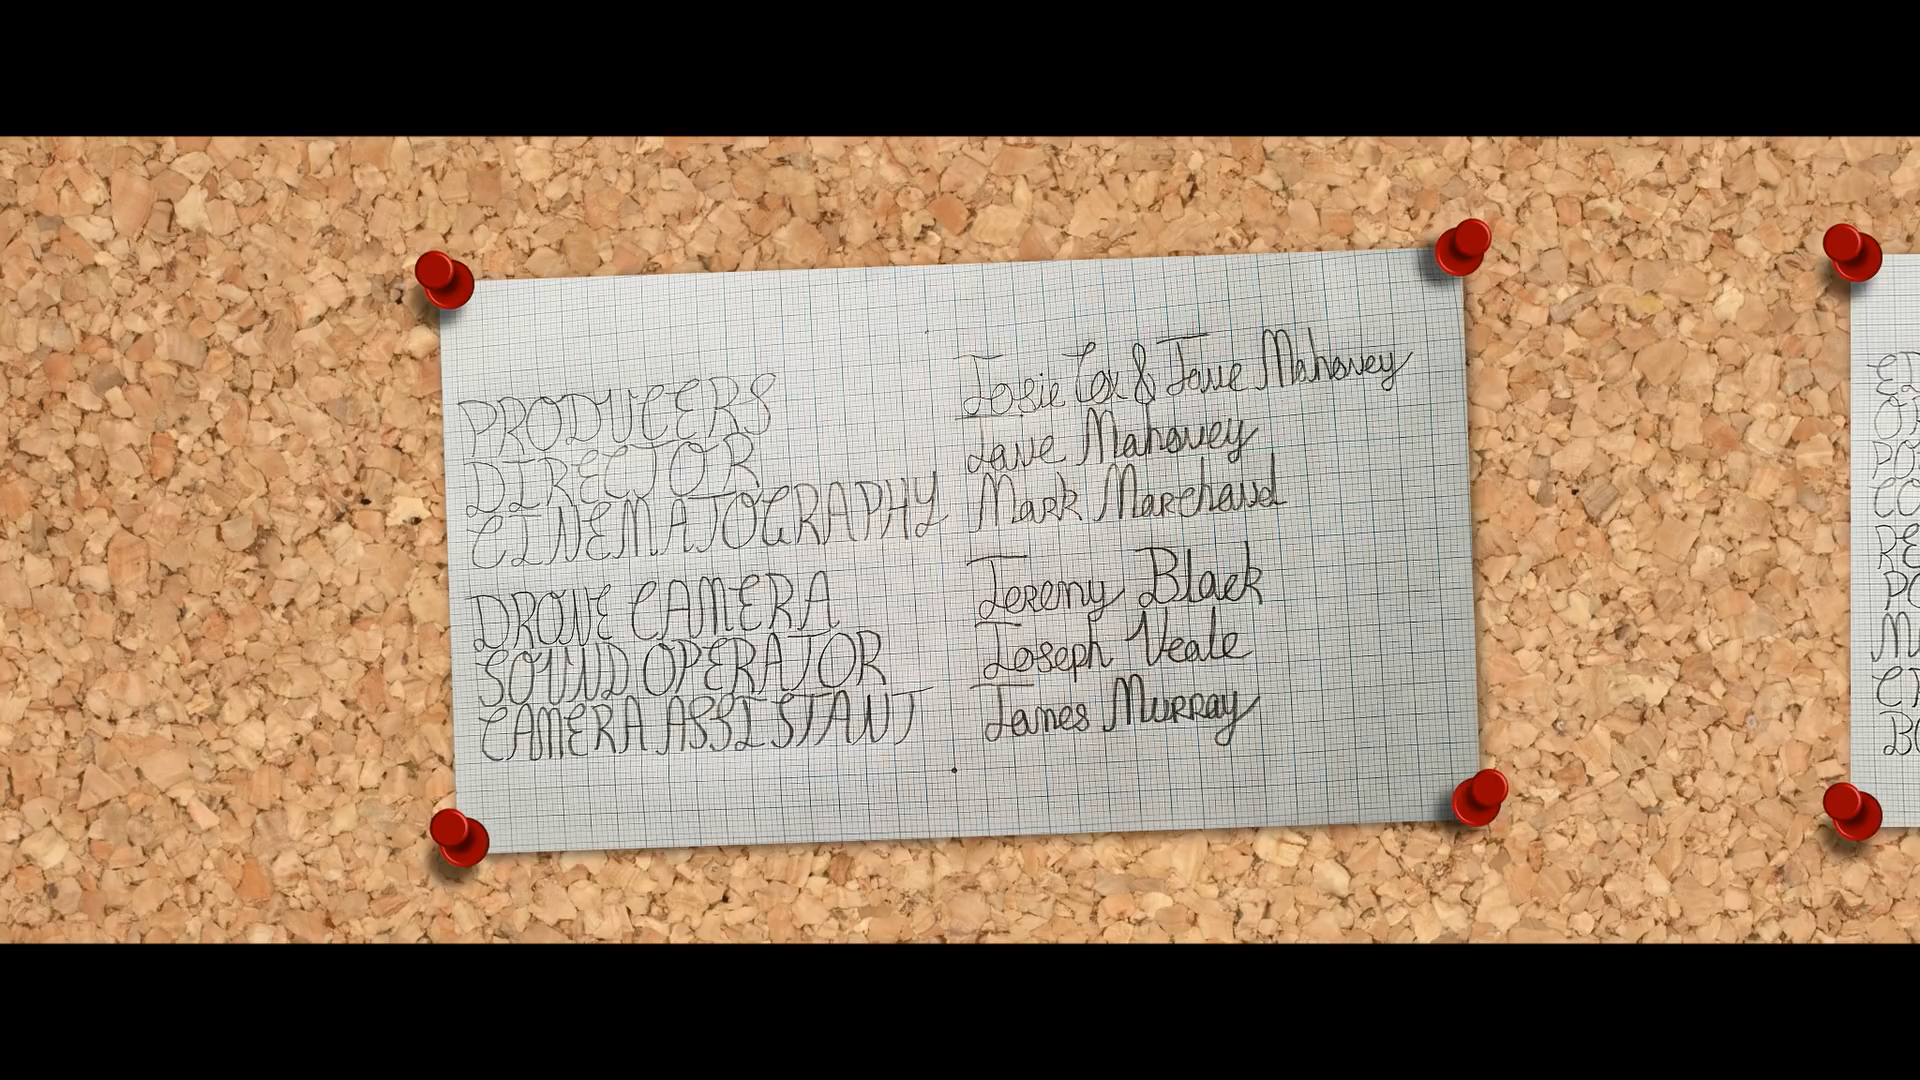 PRODUCERS Josie Cox & Jane Mahoney
DIRECTOR Jane Mahoney
CINEMATOGRAPHY Mark Marchand
DRONE CAMERA Jeremy Black
SOUND OPERATOR Joseph Veale
CAMERA ASSISTANT James Murray